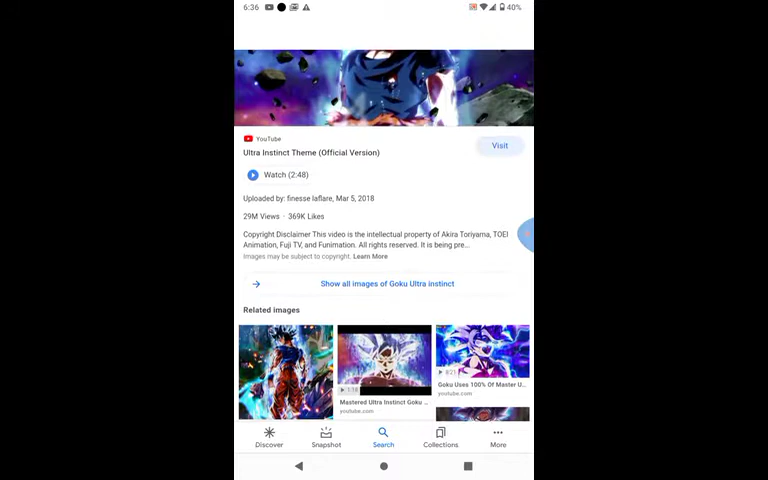 6:36
40%
YouTube
Ultra Instinct Theme (Official Version)
Visit
Watch (2:48)
Uploaded by: finesse laflare, Mar 5, 2018
29M Views · 369K Likes
Copyright Disclaimer This video is the intellectual property of Akira Toriyama, TOEI
Animation, Fuji TV, and Funimation. All rights reserved. It is being pre...
Images may be subject to copyright. Learn More
Show all images of Goku Ultra instinct
Related images
1:18
Mastered Ultra Instinct Goku ...
youtube.com
8:21
Goku Uses 100% Of Master U...
youtube.com
Discover
Snapshot
Search
Collections
More